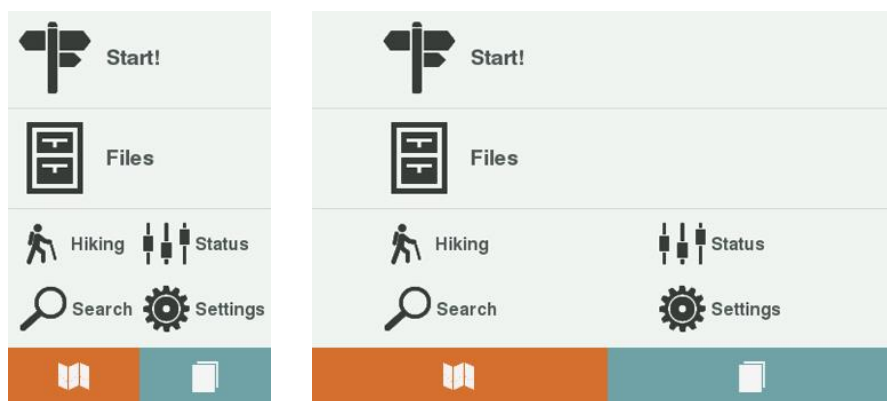 Start!
Files
Hiking
Status
Search
Settings
Start!
Files
Hiking
Status
Search
Settings